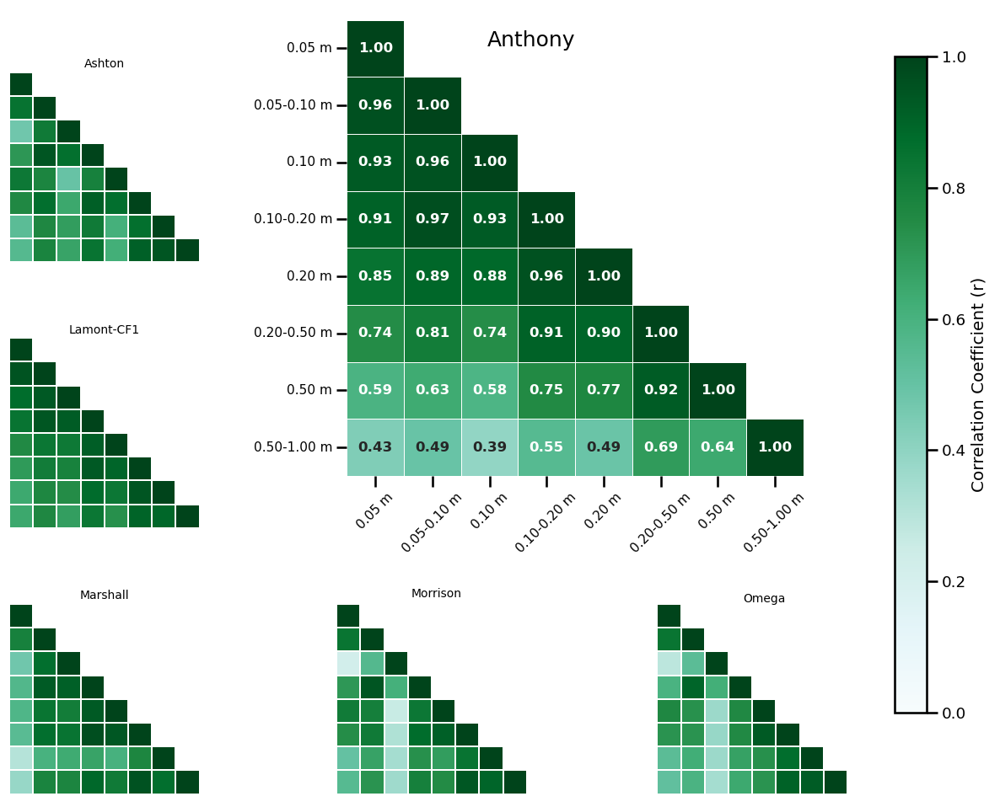 Anthony
0.05 m 1.00
0.05-0.10 m 0.96 1.00
0.10 m 0.93 0.96 1.00
0.10-0.20 m 0.91 0.97 0.93 1.00
0.20 m 0.85 0.89 0.88 0.96 1.00
0.20-0.50 m 0.74 0.81 0.74 0.91 0.90 1.00
0.50 m 0.59 0.63 0.58 0.75 0.77 0.92 1.00
0.50-1.00 m 0.43 0.49 0.39 0.55 0.49 0.69 0.64 1.00
0.05 m 0.05-0.10 m 0.10 m 0.10-0.20 m 0.20 m 0.20-0.50 m 0.50 m 0.50-1.00 m
Ashton
Lamont-CF1
Marshall
Morrison
Omega
1.0
0.8
0.6
0.4
0.2
0.0
Correlation Coefficient (r)